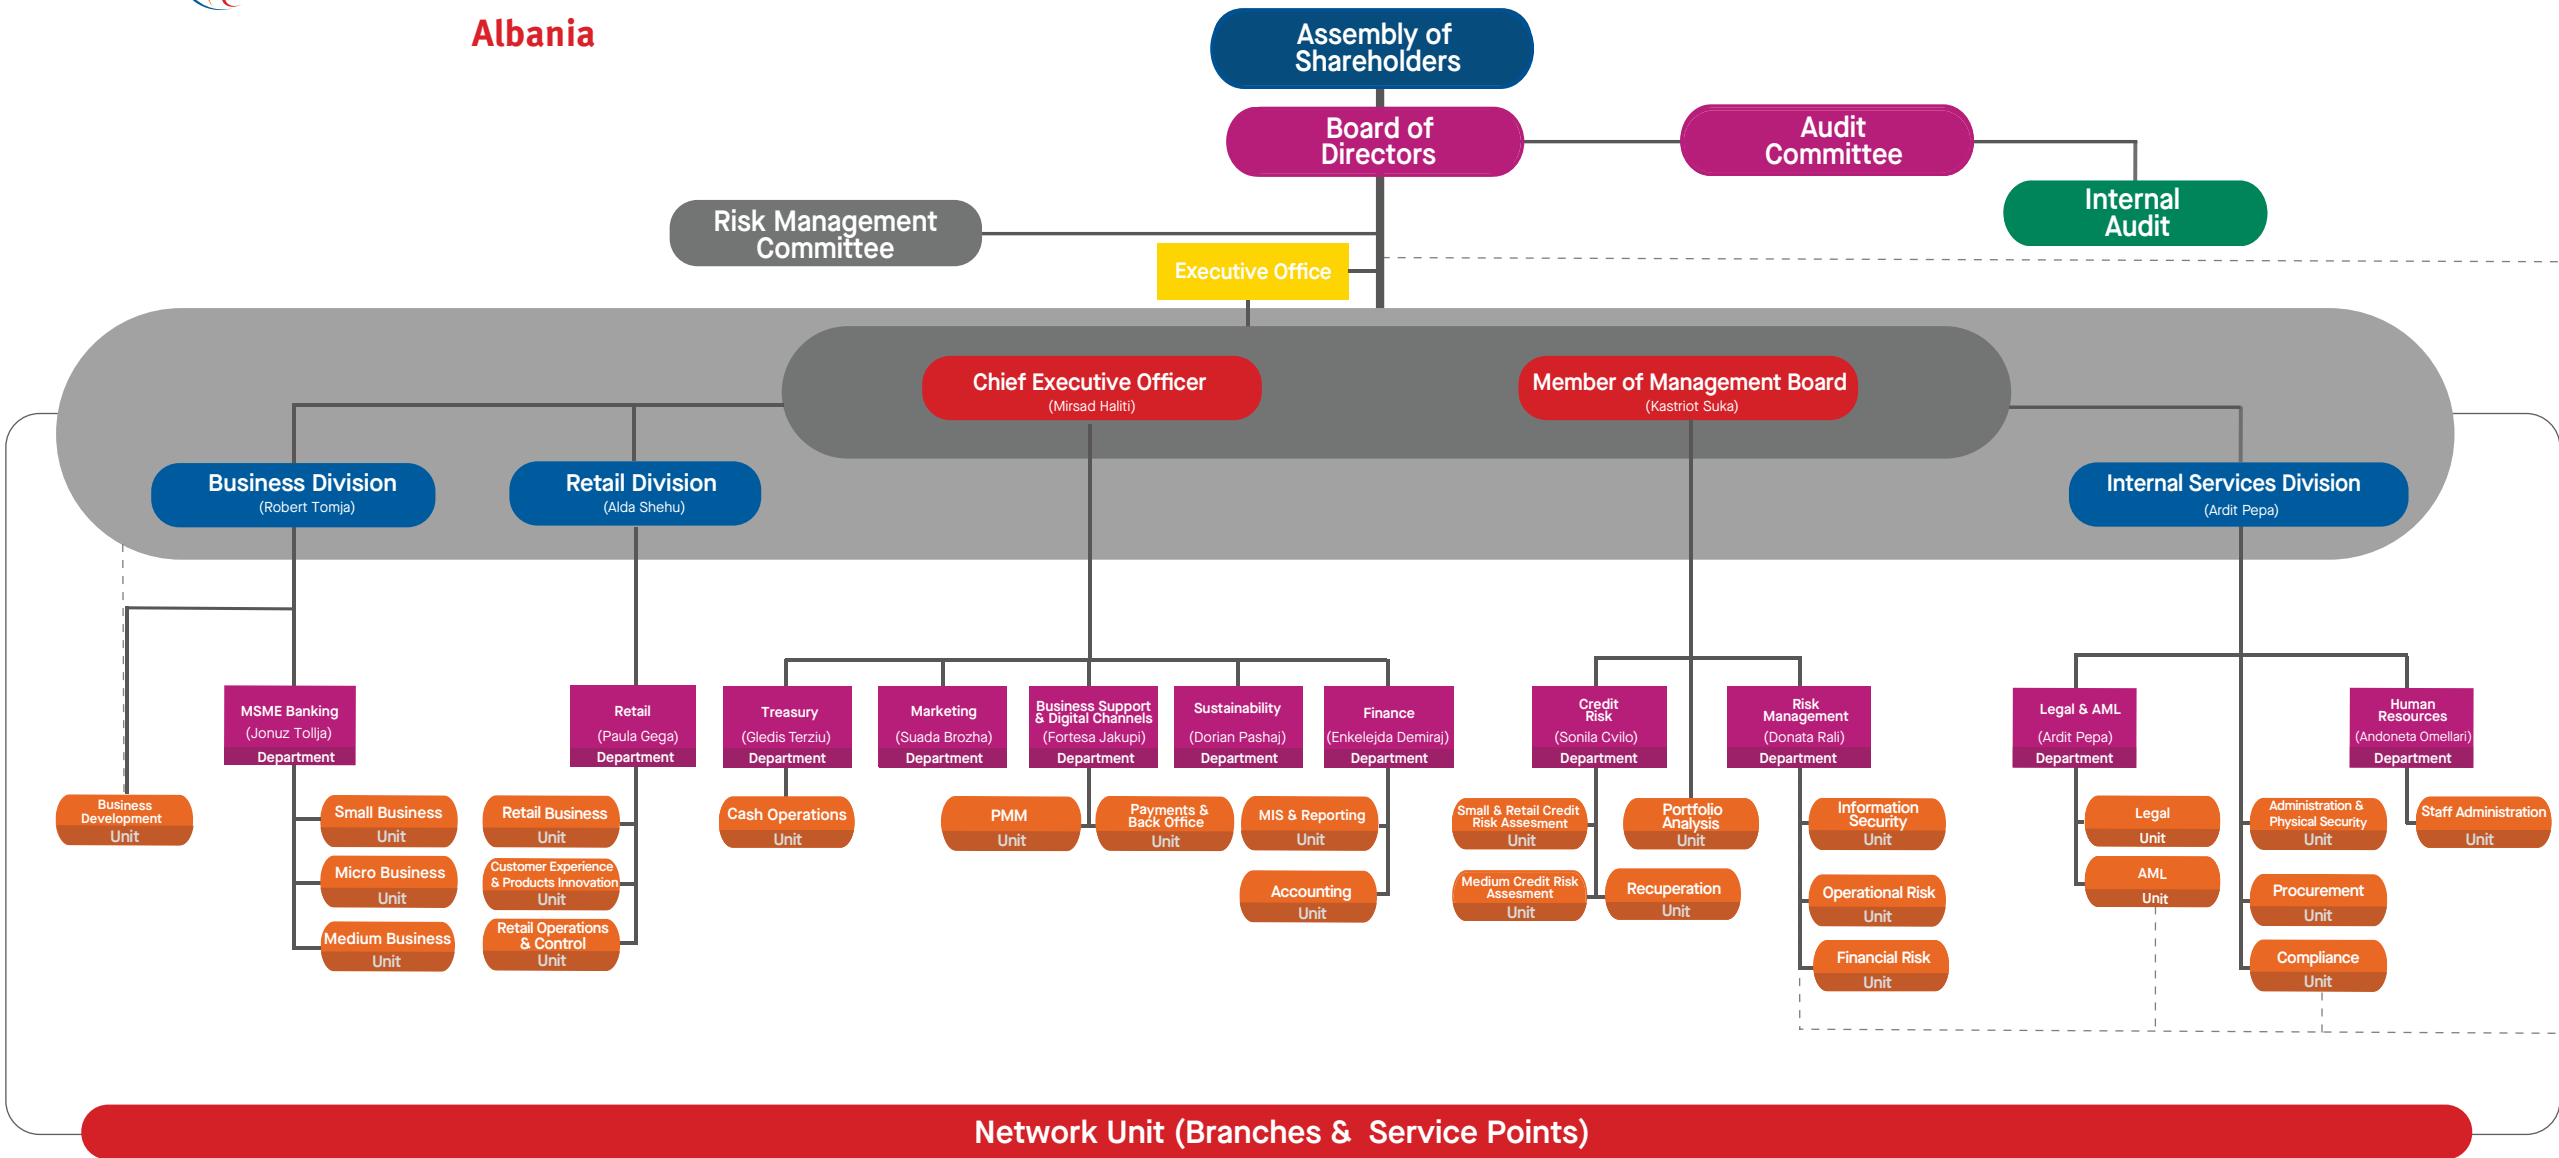 Albania
Assembly of
Shareholders
Board of
Directors
Audit
Committee
Internal
Audit
Risk Management
Committee
Executive Office
Chief Executive Officer
(Mirsad Haliti)
Member of Management Board
(Kastriot Suka)
Business Division
(Robert Tomja)
Retail Division
(Alda Shehu)
Internal Services Division
(Ardit Pepa)
MSME Banking
(Jonuz Tollja)
Department
Retail
(Paula Gega)
Department
Treasury
(Gledis Terziu)
Department
Marketing
(Suada Brozha)
Department
Business Support
& Digital Channels
(Fortesa Jakupi)
Department
Sustainability
(Dorian Pashaj)
Department
Finance
(Enkelejda Demiraj)
Department
Credit
Risk
(Sonila Cvilo)
Department
Risk
Management
(Donata Rali)
Department
Legal & AML
(Ardit Pepa)
Department
Human
Resources
(Andoneta Omellari)
Department
Business
Development
Unit
Small Business
Unit
Micro Business
Unit
Medium Business
Unit
Retail Business
Unit
Customer Experience
& Products Innovation
Unit
Retail Operations
& Control
Unit
Cash Operations
Unit
PMM
Unit
Payments &
Back Office
Unit
MIS & Reporting
Unit
Accounting
Unit
Small & Retail Credit
Risk Assesment
Unit
Medium Credit Risk
Assesment
Unit
Portfolio
Analysis
Unit
Recuperation
Unit
Information
Security
Unit
Operational Risk
Unit
Financial Risk
Unit
Legal
Unit
AML
Unit
Administration &
Physical Security
Unit
Procurement
Unit
Compliance
Unit
Staff Administration
Unit
Network Unit (Branches &  Service Points)